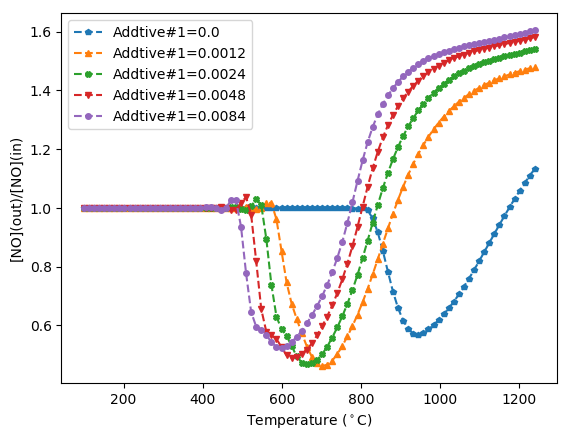 Addtive#1=0.0
Addtive#1=0.0012
Addtive#1=0.0024
Addtive#1=0.0048
Addtive#1=0.0084
[NO](out)/[NO](in)
1.6
1.4
1.2
1.0
0.8
0.6
200 400 600 800 1000 1200
Temperature (°C)